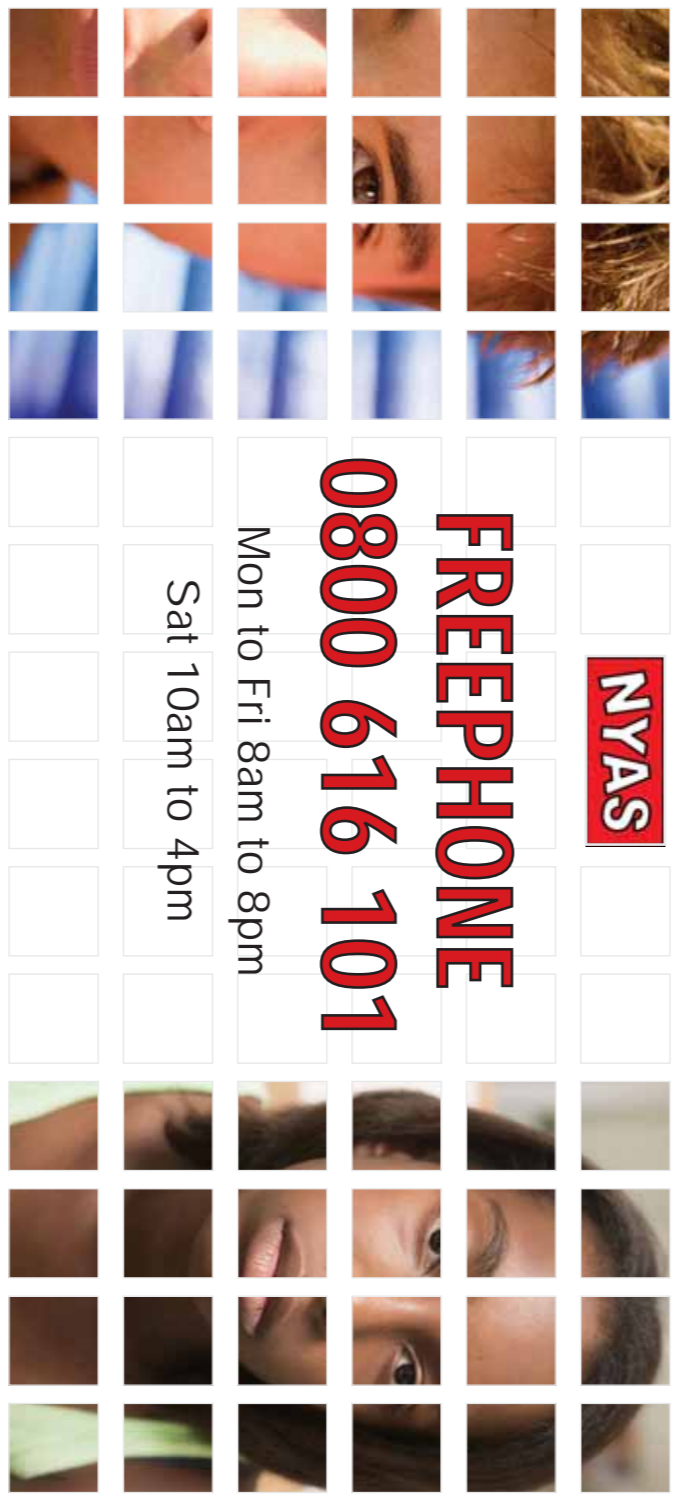 NYAS
FREEPHONE
0800 616 101
Mon to Fri 8am to 8pm
Sat 10am to 4pm